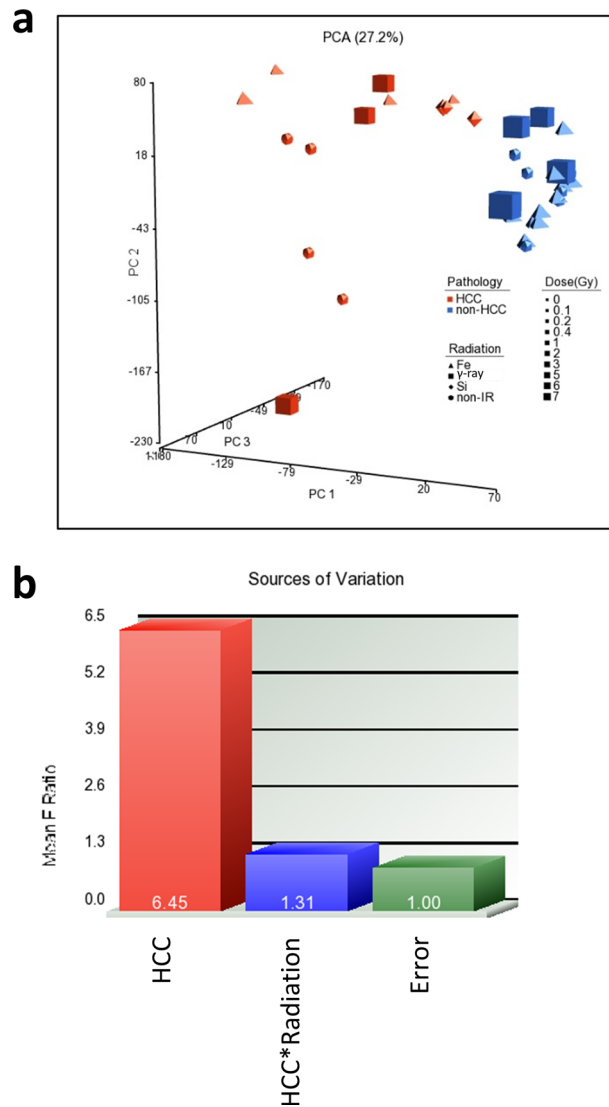 a
PCA (27.2%)
80
18
-43
-105
-167
-230
PC 2
-170
-49
10
70
PC 3
-180
-129
-79
-29
20
70
PC 1
Pathology
HCC
non-HCC
Radiation
Fe
γ-ray
Si
non-IR
Dose(Gy)
0
0.1
0.2
0.4
1
2
3
5
6
7
b
Sources of Variation
6.5
5.2
3.9
2.6
1.3
0.0
Mean F Ratio
6.45
1.31
1.00
HCC
HCC*Radiation
Error